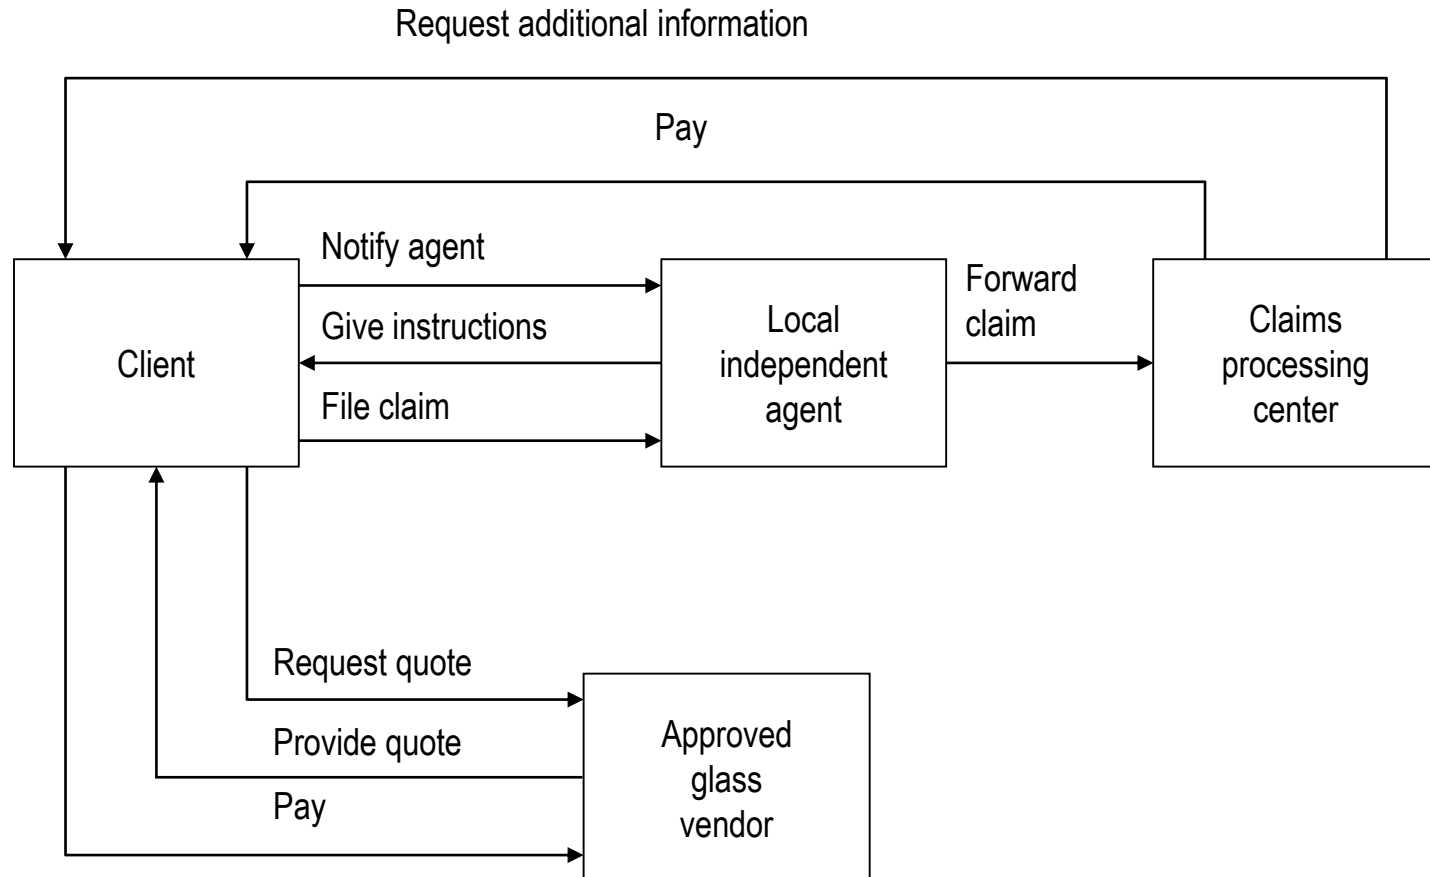 Request additional information
Pay
Notify agent
Give instructions
File claim
Client
Local
independent
agent
Forward
claim
Claims
processing
center
Request quote
Provide quote
Pay
Approved
glass
vendor